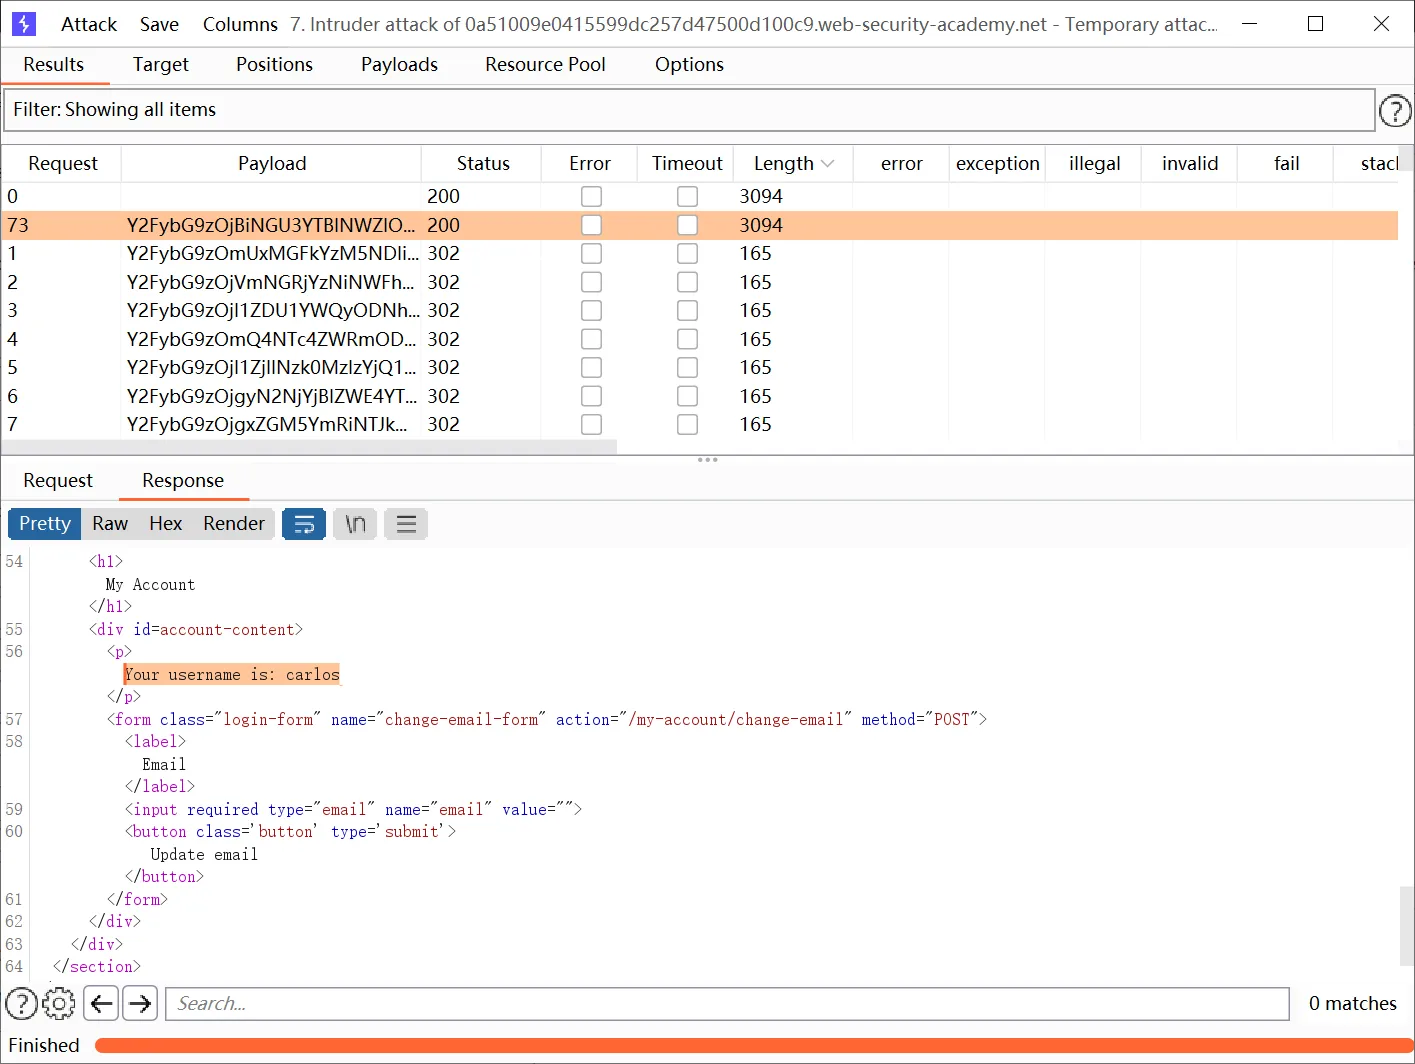 Attack Save Columns 7. Intruder attack of 0a51009e0415599dc257d47500d100c9.web-security-academy.net - Temporary attac...
Results Target Positions Payloads Resource Pool Options
Filter: Showing all items
Request Payload Status Error Timeout Length error exception illegal invalid fail stack
0 200 3094
73 Y2FybG9zOjBiNGU3YTBlNWZlO... 200 3094
1 Y2FybG9zOmUxMGFkYzM5NDli... 302 165
2 Y2FybG9zOjVmNGRjYzNiNWFh... 302 165
3 Y2FybG9zOjI1ZDU1YWQyODNh... 302 165
4 Y2FybG9zOmQ4NTc4ZWRmOD... 302 165
5 Y2FybG9zOjI1ZjllNzk0MzIzYjQ1... 302 165
6 Y2FybG9zOjgyN2NjYjBlZWE4YT... 302 165
7 Y2FybG9zOjgxZGM5YmRiNTJk... 302 165
Request Response
Pretty Raw Hex Render \n
54 <h1>
My Account
</h1>
55 <div id=account-content>
56 <p>
Your username is: carlos
</p>
57 <form class="login-form" name="change-email-form" action="/my-account/change-email" method="POST">
58 <label>
Email
</label>
59 <input required type="email" name="email" value="">
60 <button class='button' type='submit'>
Update email
</button>
61 </form>
62 </div>
63 </div>
64 </section>
Search... 0 matches
Finished